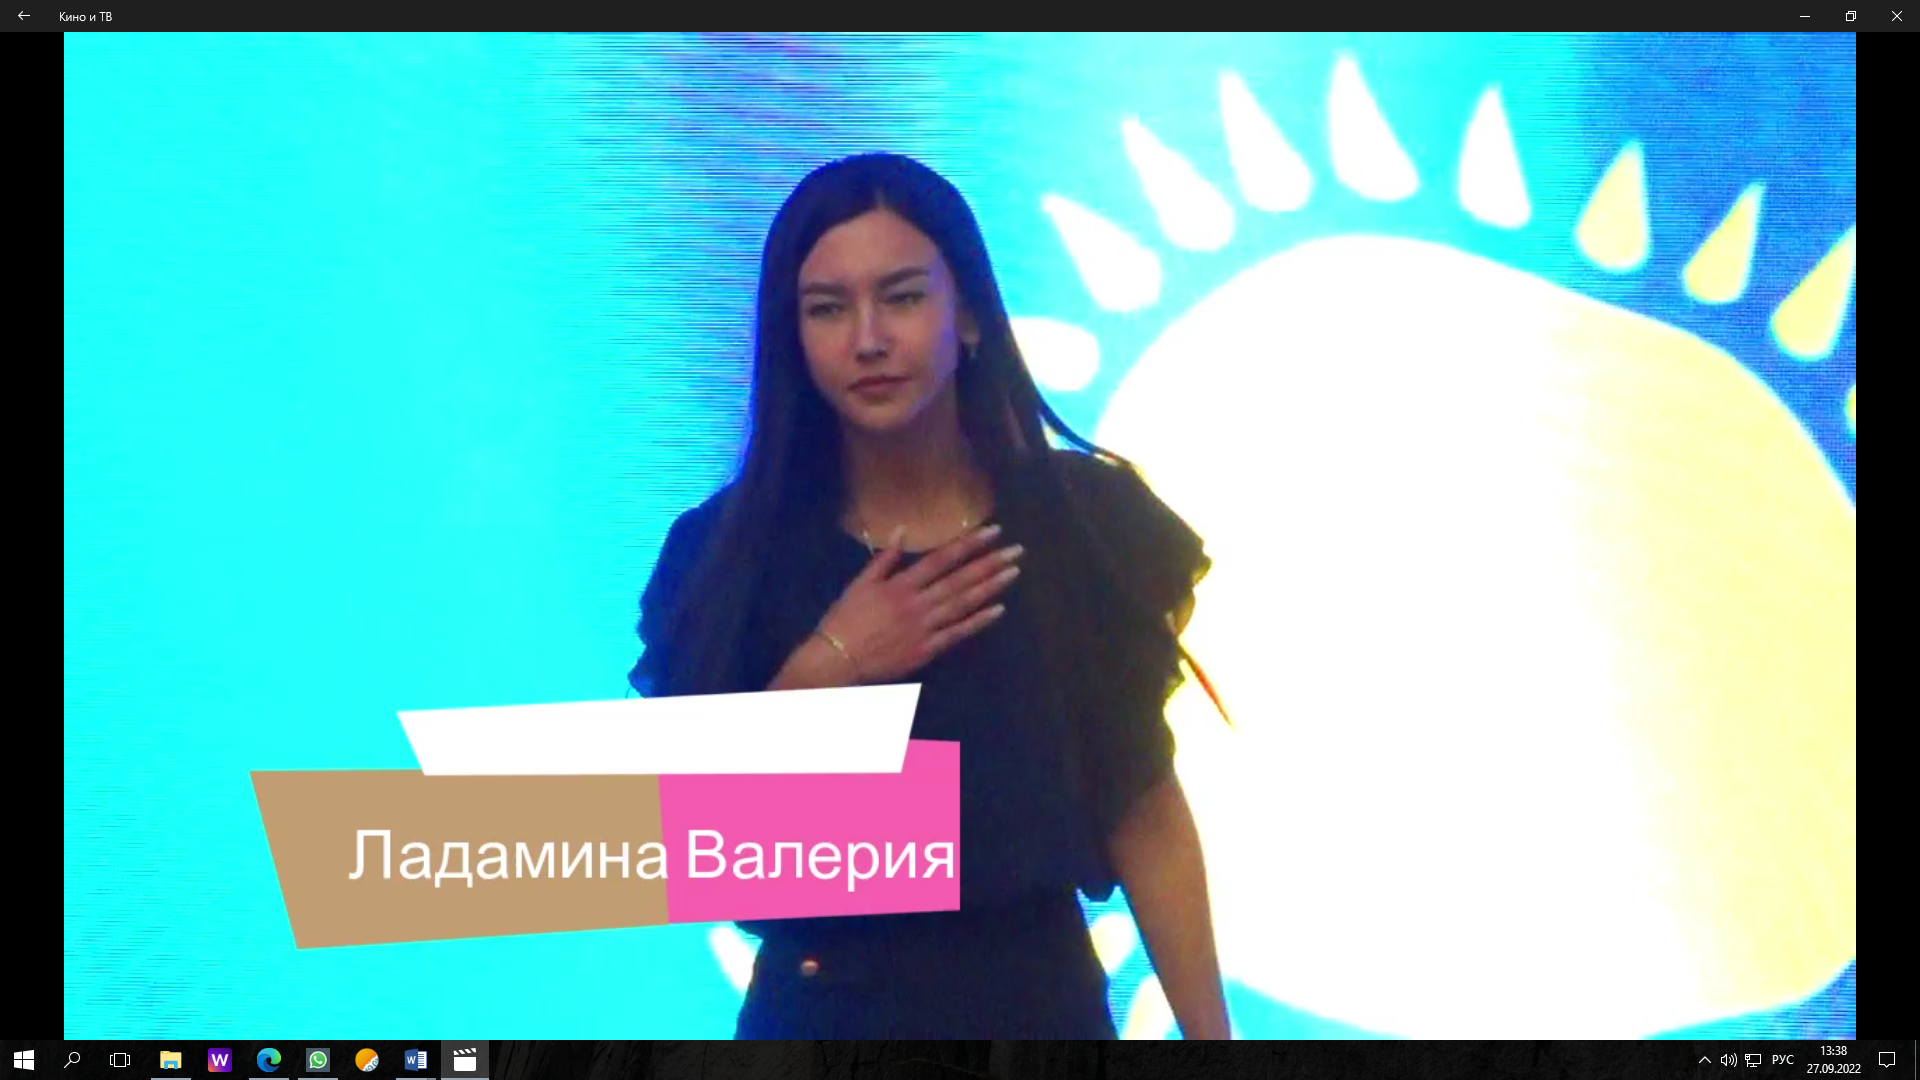 Кино и ТВ
Ладамина Валерия
РУС
13:38
27.09.2022